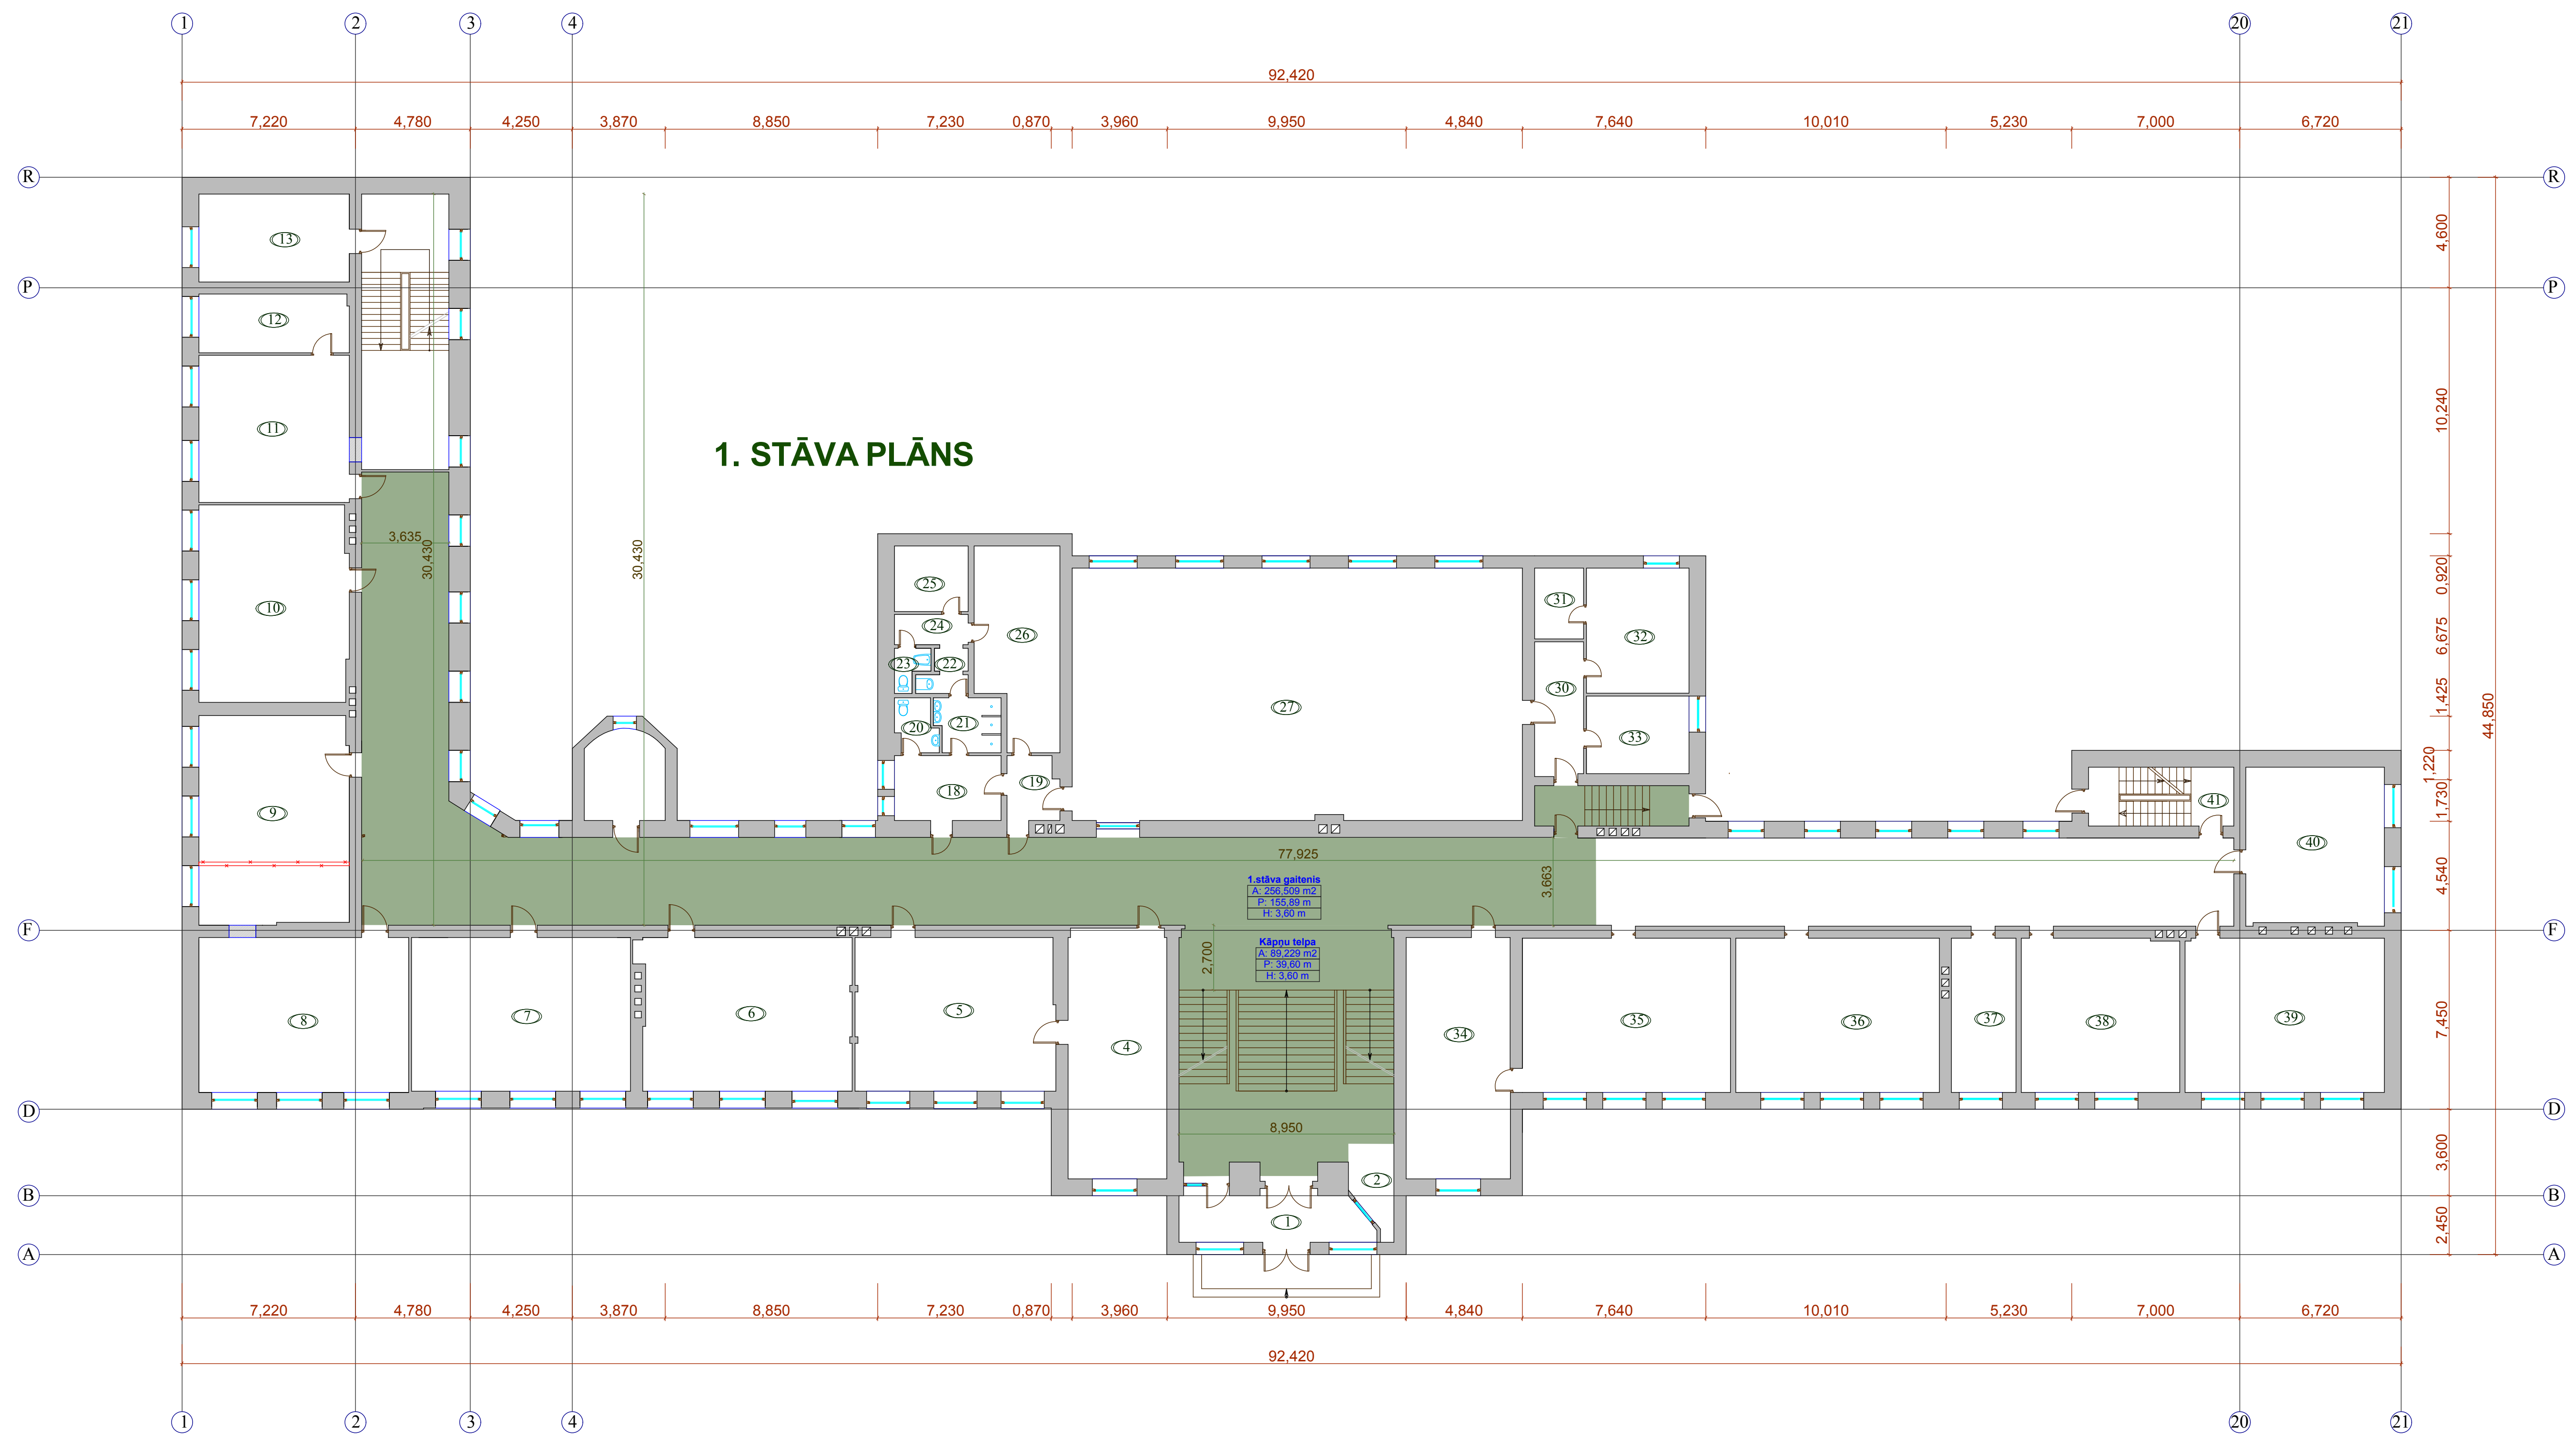 1 2 3 4 20 21
92,420
7,220 4,780 4,250 3,870 8,850 7,230 0,870 3,960 9,950 4,840 7,640 10,010 5,230 7,000 6,720
R R
4,600
13
P P
12
10,240
11
1. STĀVA PLĀNS
3,635
30,430
30,430
25
31
0,920
10
24
26
32
6,675
23
22
30
1,425
27
44,850
20
21
33
1,220
18
19
41
1,730
9
40
77,925
3,663
4,540
1.stāva gaitenis
A: 256,509 m2
P: 155,89 m
H: 3,60 m
F F
Kāpņu telpa
A: 89,229 m2
P: 39,60 m
H: 3,60 m
2,700
8
7
6
5
4
34
35
36
37
38
39
7,450
D D
8,950
3,600
2
B B
1
2,450
A A
7,220 4,780 4,250 3,870 8,850 7,230 0,870 3,960 9,950 4,840 7,640 10,010 5,230 7,000 6,720
92,420
1 2 3 4 20 21